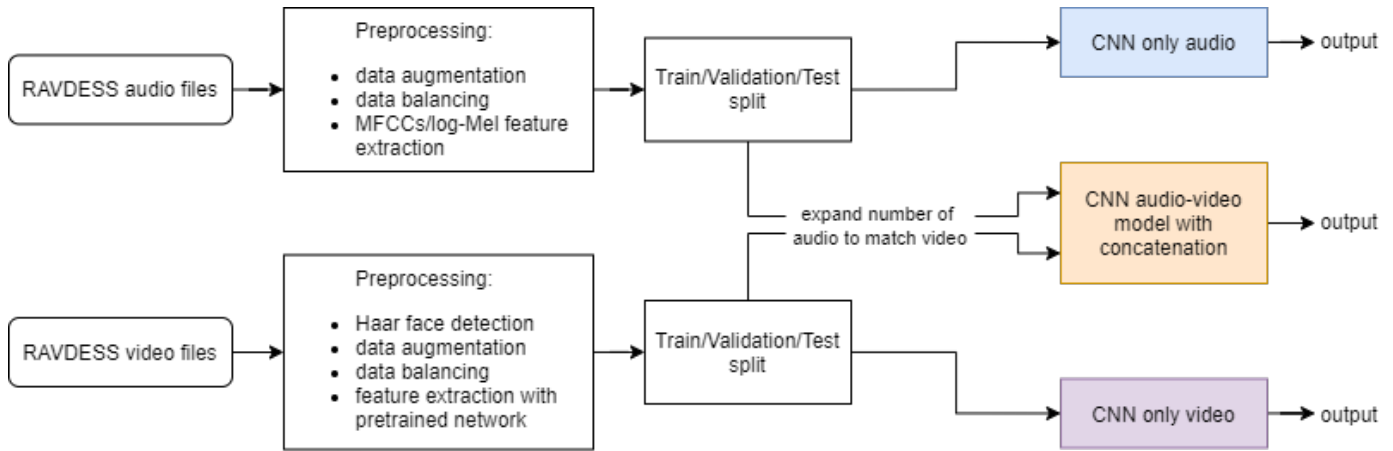 RAVDESS audio files
Preprocessing:
• data augmentation
• data balancing
• MFCCs/log-Mel feature
extraction
Train/Validation/Test
split
CNN only audio
output
expand number of
audio to match video
CNN audio-video
model with
concatenation
output
RAVDESS video files
Preprocessing:
• Haar face detection
• data augmentation
• data balancing
• feature extraction with
pretrained network
Train/Validation/Test
split
CNN only video
output